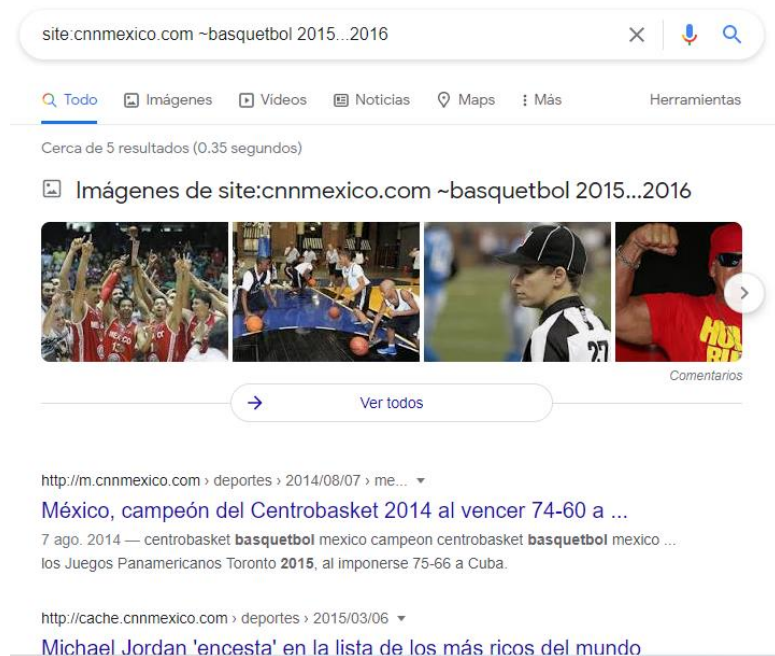 site:cnnmexico.com ~basquetbol 2015...2016
Todo Imágenes Videos Noticias Maps Más Herramientas
Cerca de 5 resultados (0.35 segundos)
Imágenes de site:cnnmexico.com ~basquetbol 2015...2016
MEXICO
27
Comentarios
Ver todos
http://m.cnnmexico.com › deportes › 2014/08/07 › me...
México, campeón del Centrobasket 2014 al vencer 74-60 a ...
7 ago. 2014 — centrobasket basquetbol mexico campeon centrobasket basquetbol mexico ...
los Juegos Panamericanos Toronto 2015, al imponerse 75-66 a Cuba.
http://cache.cnnmexico.com › deportes › 2015/03/06
Michael Jordan 'encesta' en la lista de los más ricos del mundo